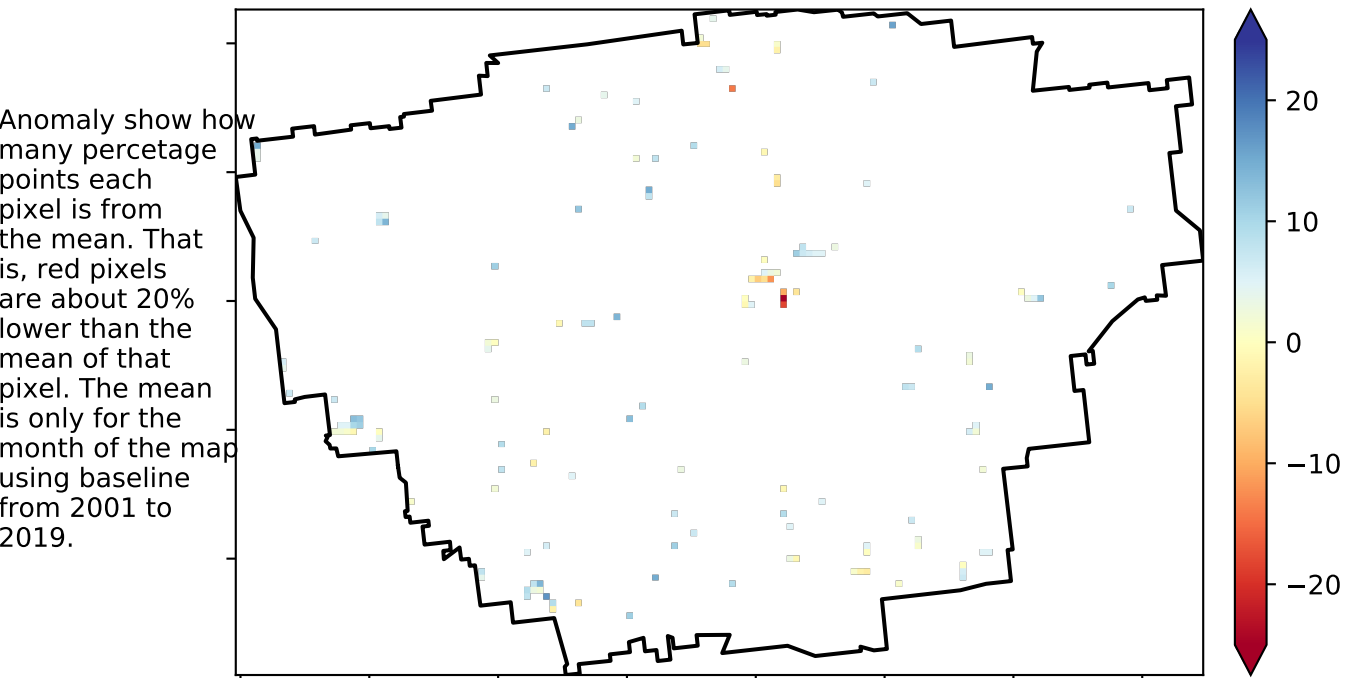 Anomaly show how
many percetage
points each
pixel is from
the mean. That
is, red pixels
are about 20%
lower than the
mean of that
pixel. The mean
is only for the
month of the map
using baseline
from 2001 to
2019.
20
10
0
−10
−20